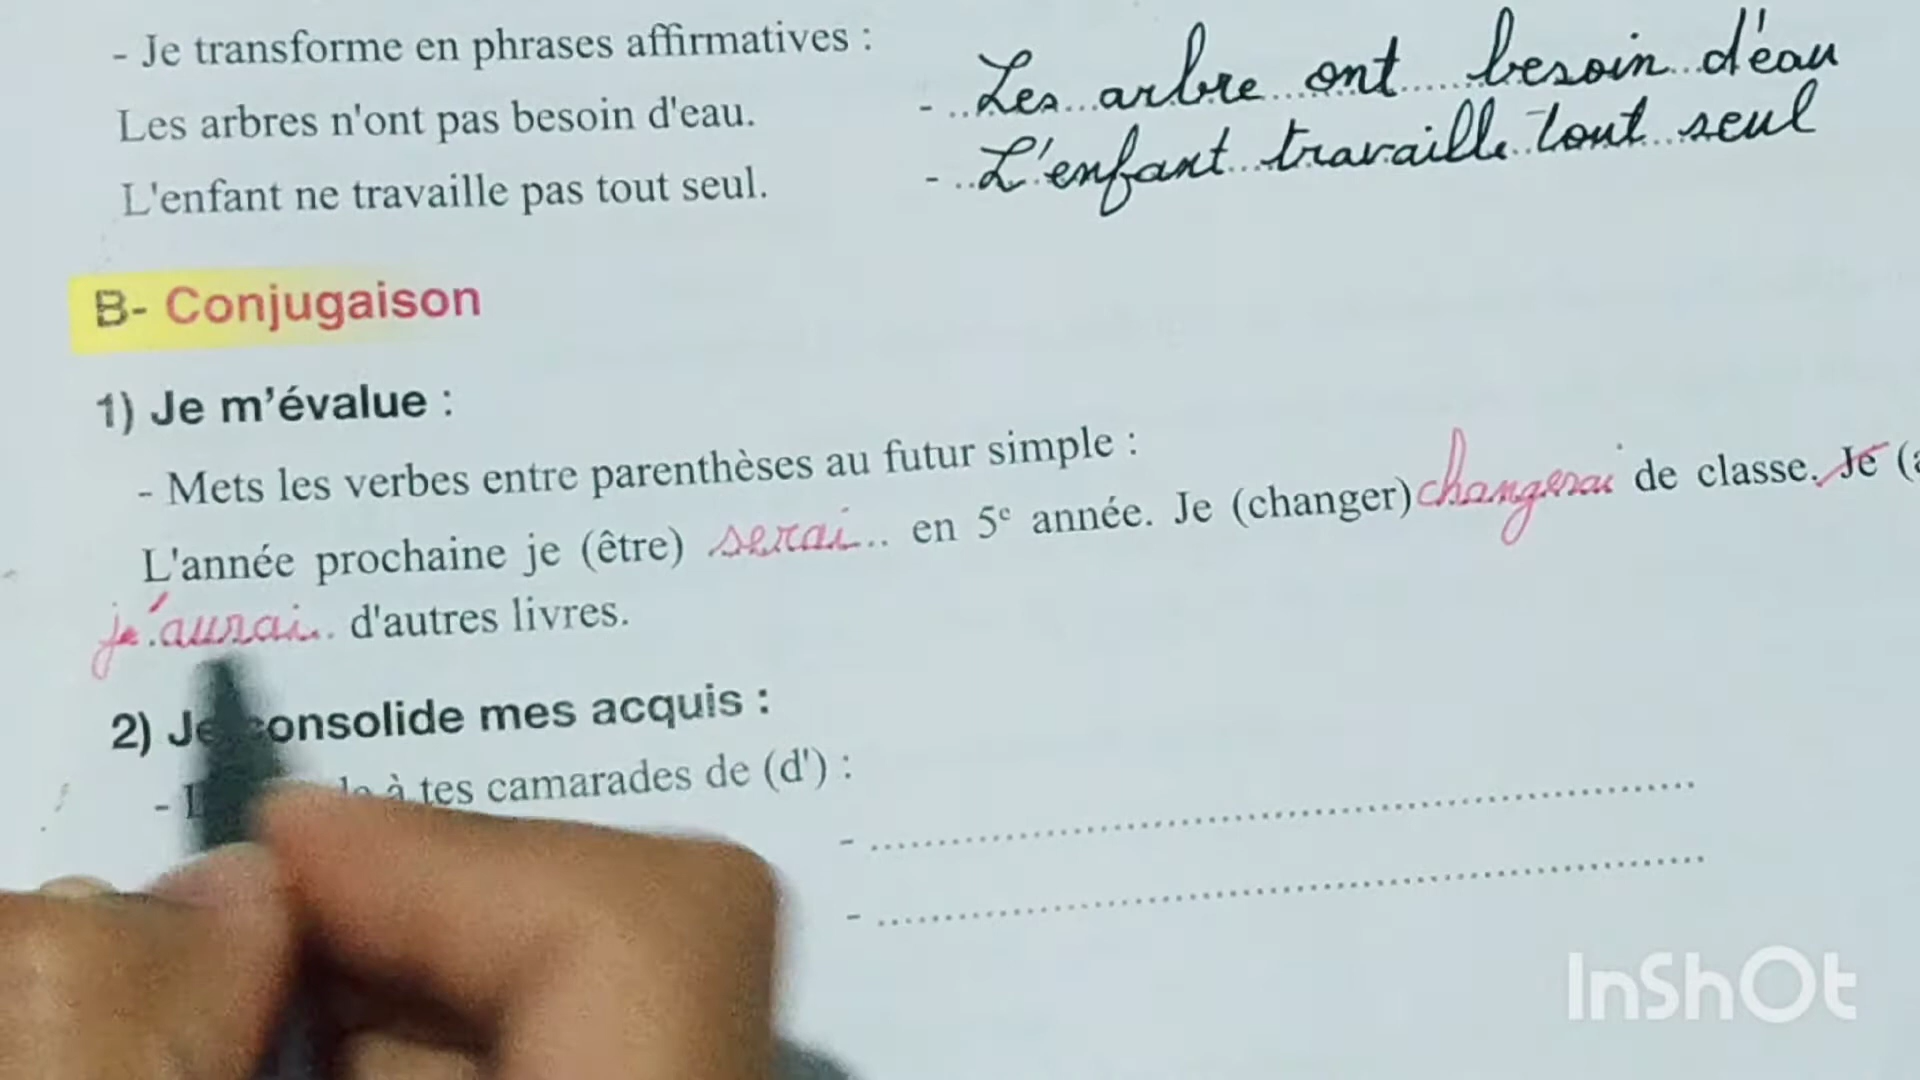 - Je transforme en phrases affirmatives :
Les arbres n'ont pas besoin d'eau.
- Les arbre ont besoin d'eau
L'enfant ne travaille pas tout seul.
- L'enfant travaille tout seul
B- Conjugaison
1) Je m'évalue :
- Mets les verbes entre parenthèses au futur simple :
L'année prochaine je (être) serai en 5e année. Je (changer) changerai de classe. Je (a
j'aurai d'autres livres.
2) Je consolide mes acquis :
- à tes camarades de (d') :
-
-
InShOt